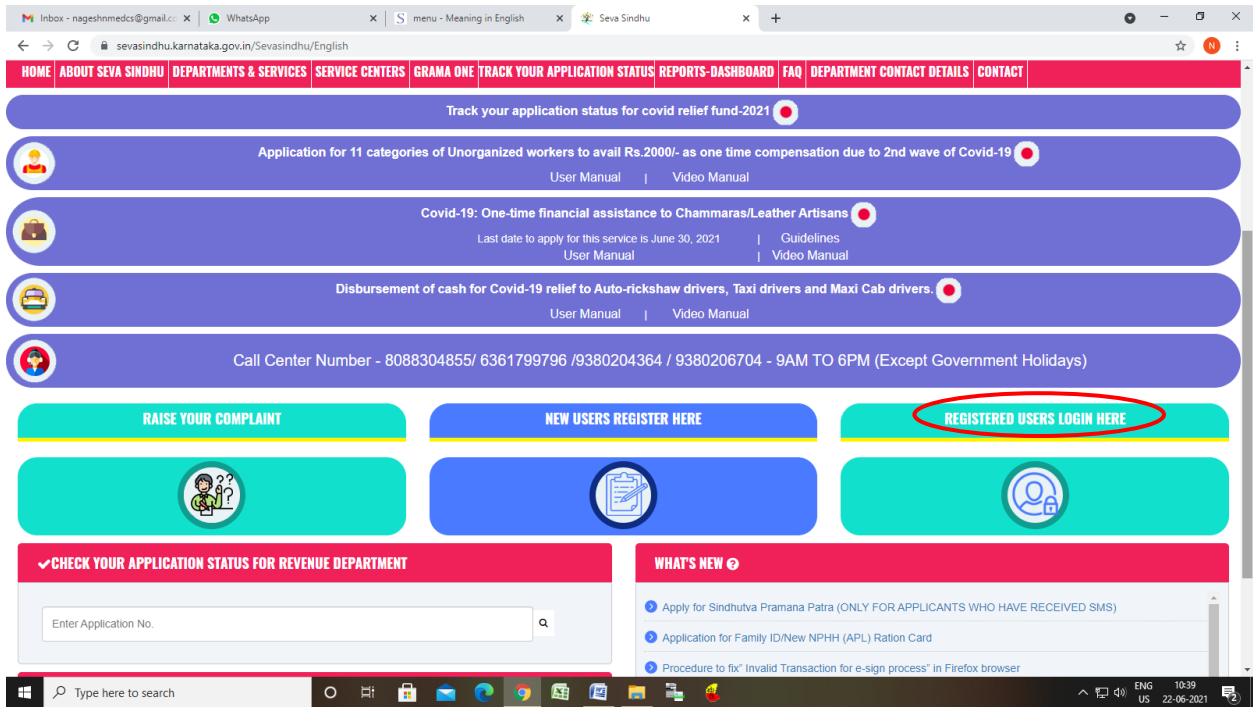 Inbox - nageshnmedcs@gmail.cc
WhatsApp
S menu - Meaning in English
Seva Sindhu
sevasindhu.karnataka.gov.in/Sevasindhu/English
N
HOME ABOUT SEVA SINDHU DEPARTMENTS & SERVICES SERVICE CENTERS GRAMA ONE TRACK YOUR APPLICATION STATUS REPORTS-DASHBOARD FAQ DEPARTMENT CONTACT DETAILS CONTACT
Track your application status for covid relief fund-2021
Application for 11 categories of Unorganized workers to avail Rs.2000/- as one time compensation due to 2nd wave of Covid-19
User Manual | Video Manual
Covid-19: One-time financial assistance to Chammaras/Leather Artisans
Last date to apply for this service is June 30, 2021 | Guidelines
User Manual | Video Manual
Disbursement of cash for Covid-19 relief to Auto-rickshaw drivers, Taxi drivers and Maxi Cab drivers.
User Manual | Video Manual
Call Center Number - 8088304855/ 6361799796 /9380204364 / 9380206704 - 9AM TO 6PM (Except Government Holidays)
RAISE YOUR COMPLAINT
NEW USERS REGISTER HERE
REGISTERED USERS LOGIN HERE
??
?
CHECK YOUR APPLICATION STATUS FOR REVENUE DEPARTMENT
Enter Application No.
WHAT'S NEW ?
Apply for Sindhutva Pramana Patra (ONLY FOR APPLICANTS WHO HAVE RECEIVED SMS)
Application for Family ID/New NPHH (APL) Ration Card
Procedure to fix" Invalid Transaction for e-sign process" in Firefox browser
Type here to search
ENG
US
10:39
22-06-2021
2